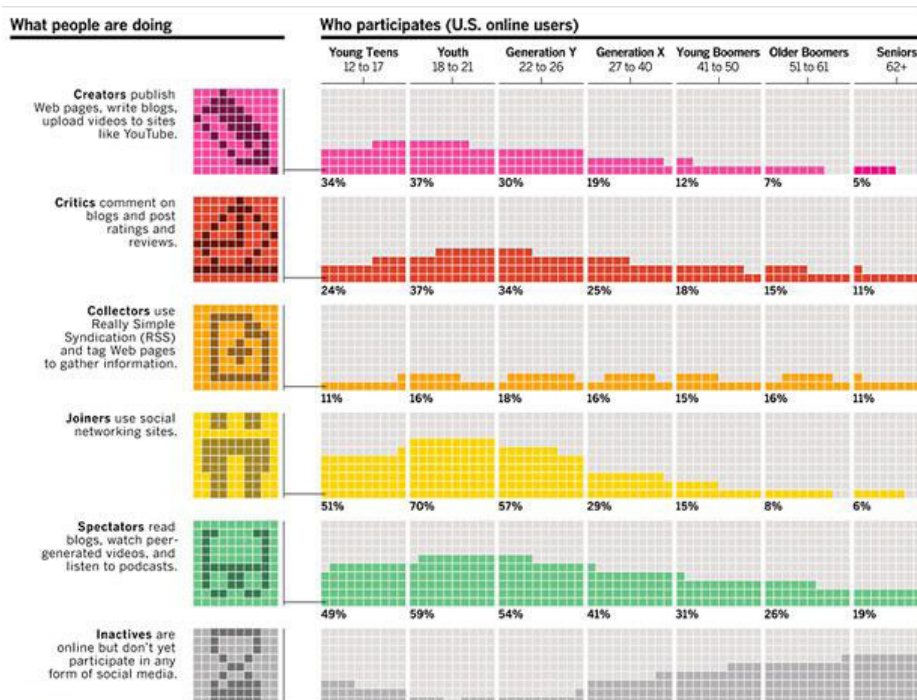 What people are doing
Who participates (U.S. online users)
Young Teens Youth Generation Y Generation X Young Boomers Older Boomers Seniors
12 to 17 18 to 21 22 to 26 27 to 40 41 to 50 51 to 61 62+
Creators publish
Web pages, write blogs,
upload videos to sites
like YouTube.
34% 37% 30% 19% 12% 7% 5%
Critics comment on
blogs and post
ratings and
reviews.
24% 37% 34% 25% 18% 15% 11%
Collectors use
Really Simple
Syndication (RSS)
and tag Web pages
to gather information.
11% 16% 18% 16% 15% 16% 11%
Joiners use social
networking sites.
51% 70% 57% 29% 15% 8% 6%
Spectators read
blogs, watch peer-
generated videos, and
listen to podcasts.
49% 59% 54% 41% 31% 26% 19%
Inactives are
online but don't yet
participate in any
form of social media.